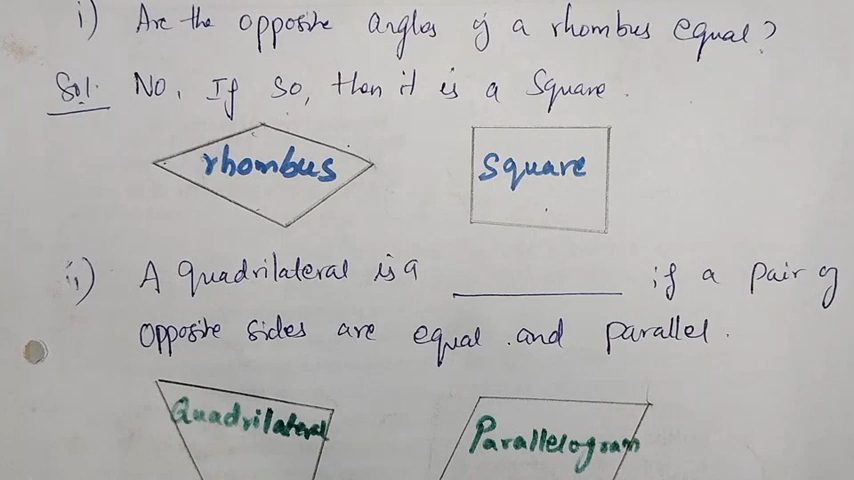 i) Are the opposite angles of a rhombus equal?
Sol. No. If so, then it is a square.
rhombus square
ii) A quadrilateral is a __________ if a pair of
opposite sides are equal and parallel.
Quadrilateral Parallelogram